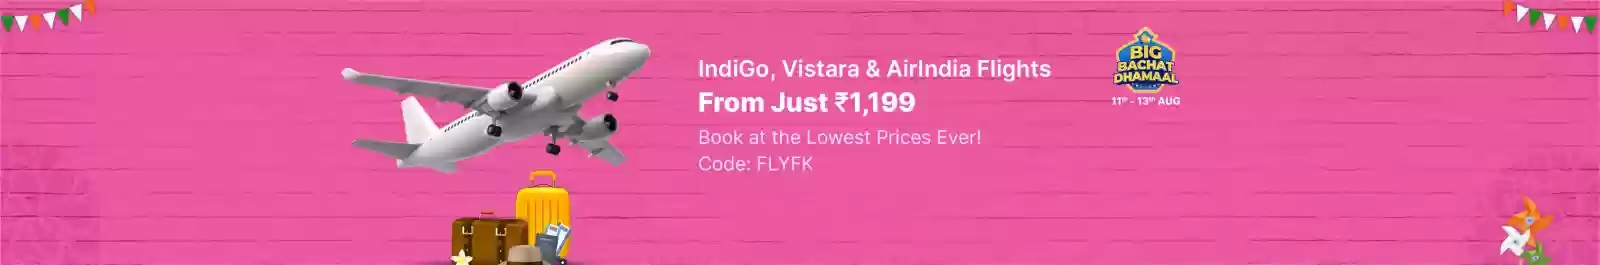 IndiGo, Vistara & AirIndia Flights
From Just ₹1,199
Book at the Lowest Prices Ever!
Code: FLYFK
BIG
BACHAT
DHAMAAL
11th - 13th AUG